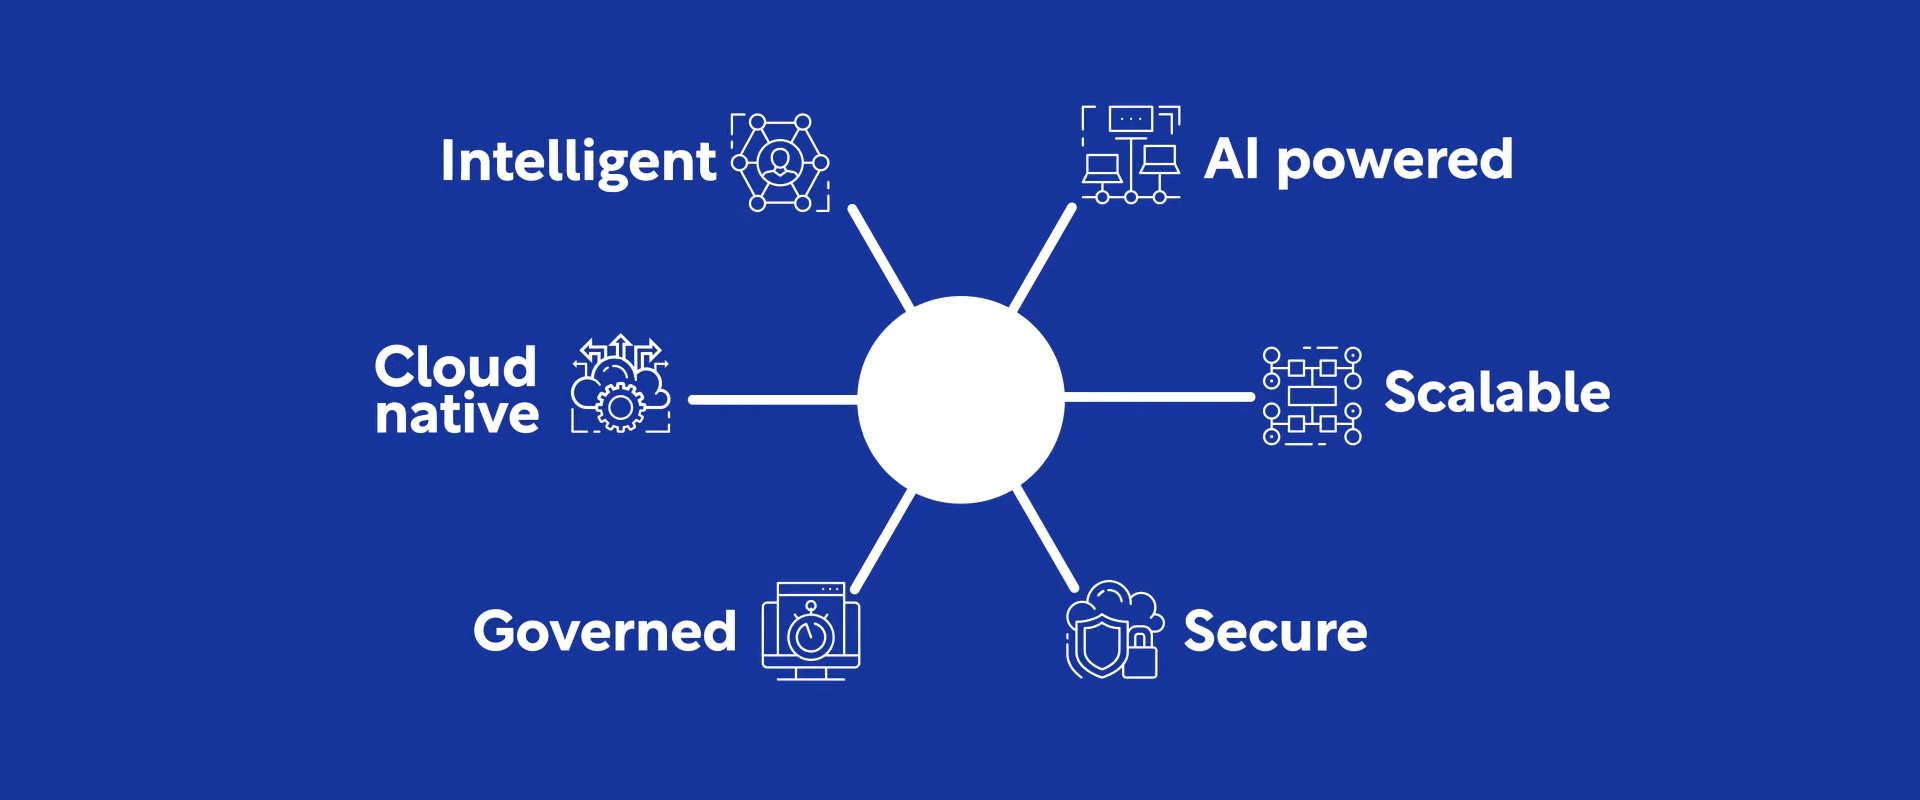 Intelligent
AI powered
Cloud
native
Scalable
Governed
Secure